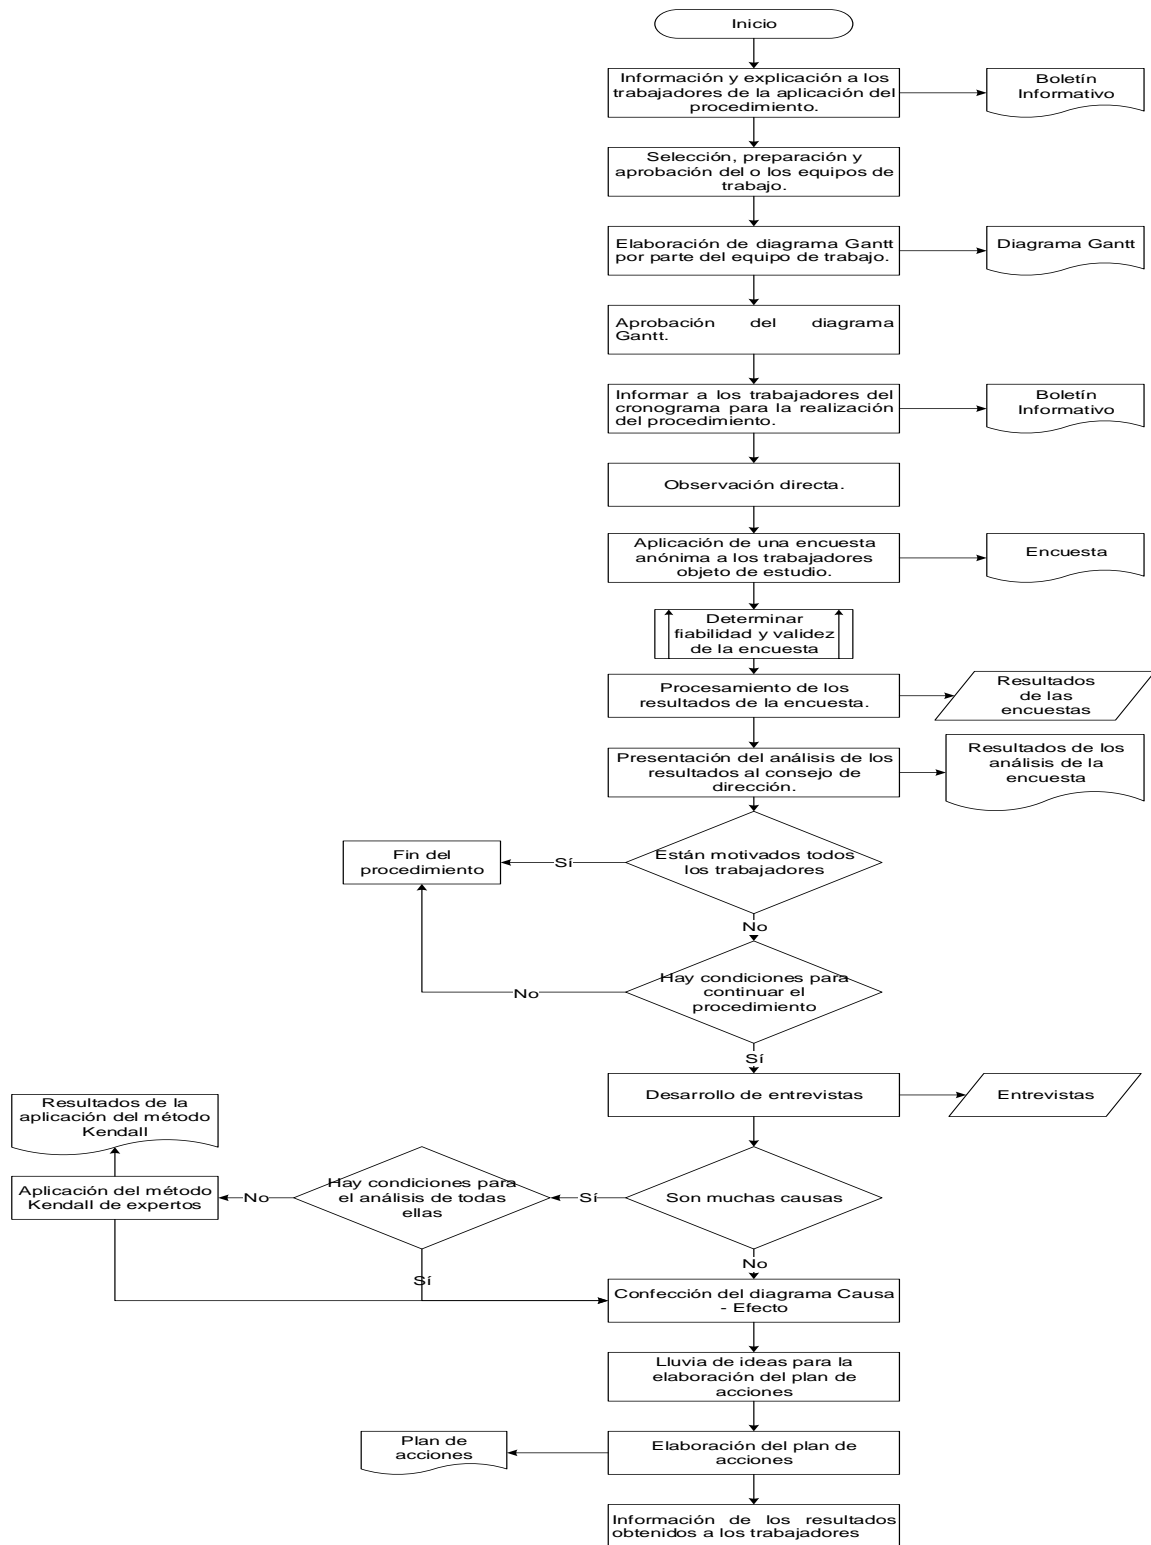 Inicio
Información y explicación a los
trabajadores de la aplicación del
procedimiento.
Boletín
Informativo
Selección, preparación y
aprobación del o los equipos de
trabajo.
Elaboración de diagrama Gantt
por parte del equipo de trabajo.
Diagrama Gantt
Aprobación del diagrama
Gantt.
Informar a los trabajadores del
cronograma para la realización
del procedimiento.
Boletín
Informativo
Observación directa.
Aplicación de una encuesta
anónima a los trabajadores
objeto de estudio.
Encuesta
Determinar
fiabilidad y validez
de la encuesta
Procesamiento de los
resultados de la encuesta.
Resultados
de las
encuestas
Presentación del análisis de los
resultados al consejo de
dirección.
Resultados de los
análisis de la
encuesta
Están motivados todos
los trabajadores
Sí
Fin del
procedimiento
No
Hay condiciones para
continuar el
procedimiento
No
Sí
Desarrollo de entrevistas
Entrevistas
Resultados de la
aplicación del método
Kendall
Aplicación del método
Kendall de expertos
No
Hay condiciones para
el análisis de todas
ellas
Sí
Son muchas causas
No
Sí
Confección del diagrama Causa
- Efecto
Lluvia de ideas para la
elaboración del plan de
acciones
Plan de
acciones
Elaboración del plan de
acciones
Información de los resultados
obtenidos a los trabajadores